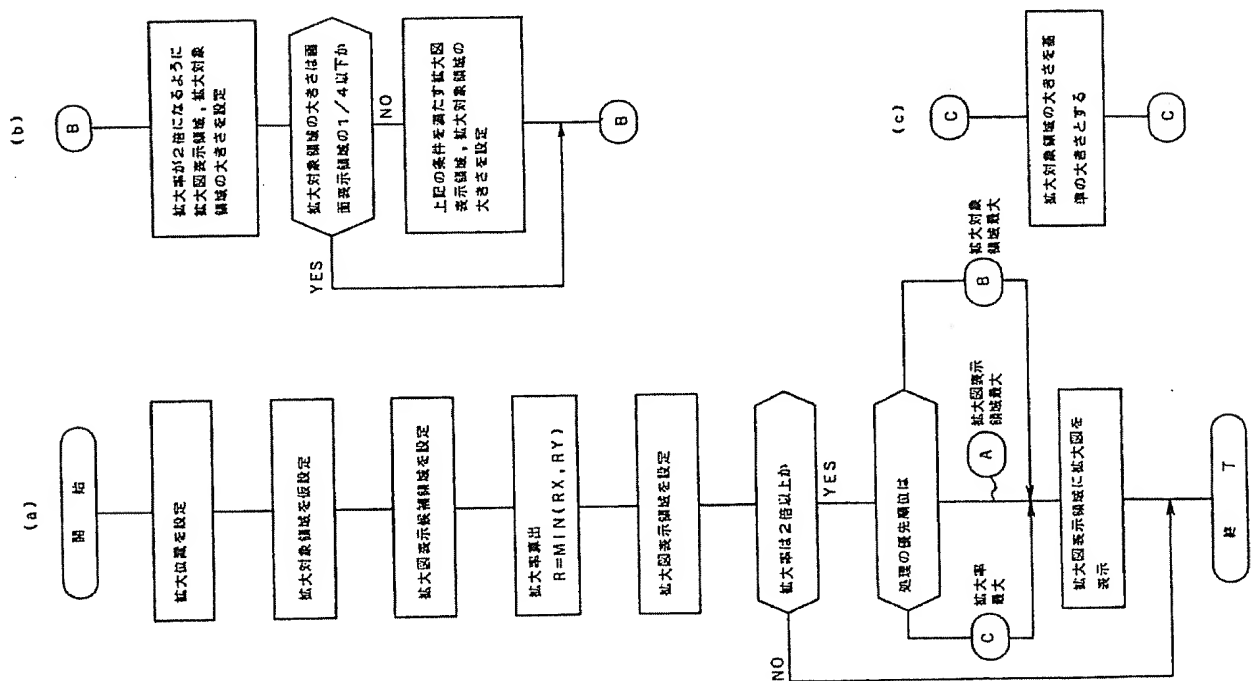 (a)
開始
拡大位置を設定
拡大対象領域を仮設定
拡大図表示候補領域を設定
拡大率算出
R=MIN(RX,RY)
拡大図表示領域を設定
拡大率は2倍以上か
YES
NO
処理の優先順位は
C
拡大率
最大
A
拡大図表示
領域最大
B
拡大対象
領域最大
拡大図表示領域に拡大図を
表示
終了
(b)
B
拡大率が2倍になるように
拡大図表示領域,拡大対象
領域の大きさを設定
拡大対象領域の大きさは画
面表示領域の1/4以下か
YES
NO
上記の条件を満たす拡大図
表示領域,拡大対象領域の
大きさを設定
B
(c)
C
拡大対象領域の大きさを基
準の大きさとする
C